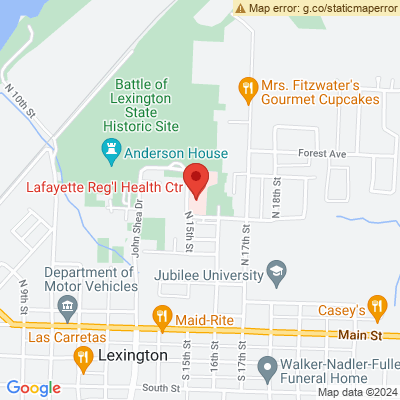 Map error: g.co/staticmaperror
N 10th St
Battle of
Lexington
State
Historic Site
Mrs. Fitzwater's
Gourmet Cupcakes
Anderson House
Forest Ave
Lafayette Reg'l Health Ctr
John Shea Dr
N 15th St
N 18th St
N 17th St
Department of
Motor Vehicles
Jubilee University
N 9th St
Maid-Rite
Casey's
Las Carretas
Main St
Lexington
S 15th St
S 16th St
S 17th St
Walker-Nadler-Fulle
Funeral Home
South St
Google
Map data ©2024